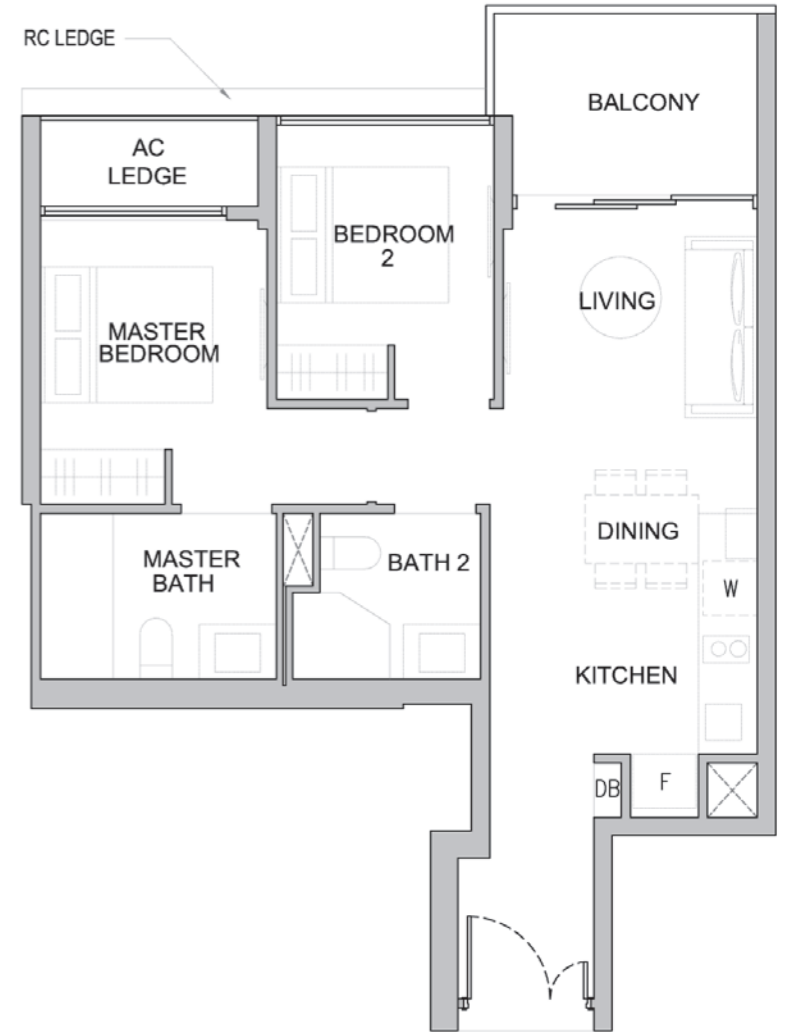 RC LEDGE
BALCONY
AC
LEDGE
BEDROOM
2
LIVING
MASTER
BEDROOM
DINING
MASTER
BATH
BATH 2
W
KITCHEN
DB
F